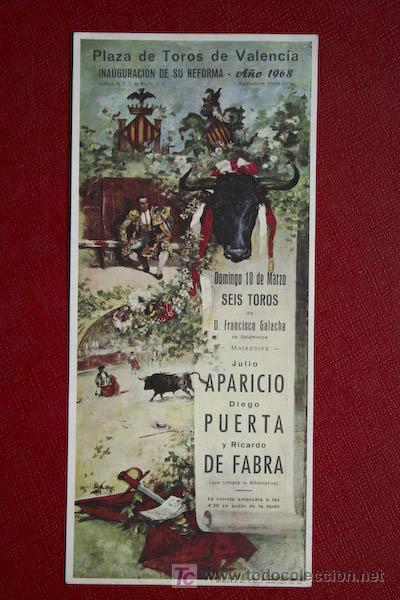 Plaza de Toros de Valencia
INAUGURACION DE SU REFORMA - Año 1968
Domingo 10 de Marzo
SEIS TOROS
de
D. Francisco Galache
de Salamanca
- Matadores -
Julio
APARICIO
Diego
PUERTA
y Ricardo
DE FABRA
(que tomará la Alternativa)
La corrida empezará a las
4'30 en punto de la tarde
TC www.todocoleccion.net